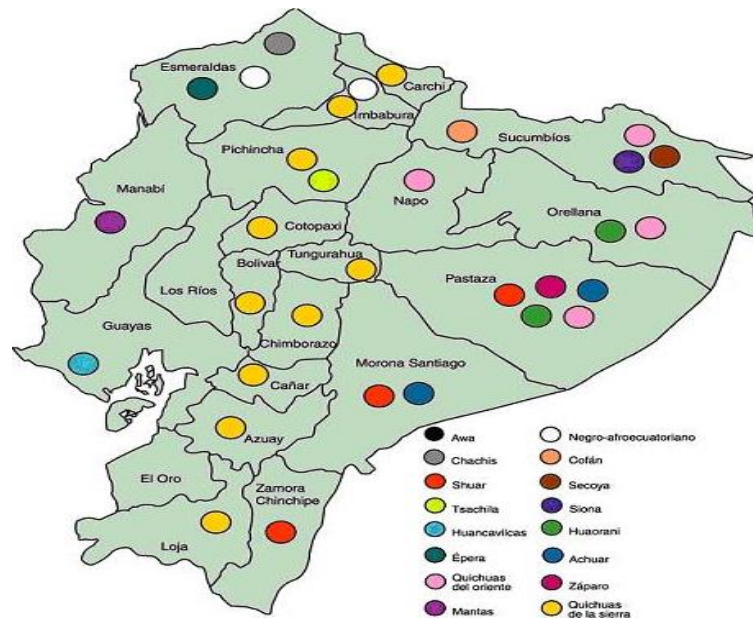 Esmeraldas
Carchi
Imbabura
Sucumbíos
Pichincha
Napo
Manabí
Orellana
Cotopaxi
Tungurahua
Bolivar
Pastaza
Los Ríos
Guayas
Chimborazo
Morona Santiago
Cañar
Azuay
El Oro
Zamora
Chinchipe
Loja
Awa
Chachis
Shuar
Tsachila
Huancavilcas
Épera
Quichuas
del oriente
Mantas
Negro-afroecuatoriano
Cofán
Secoya
Siona
Huaorani
Achuar
Záparo
Quichuas
de la sierra